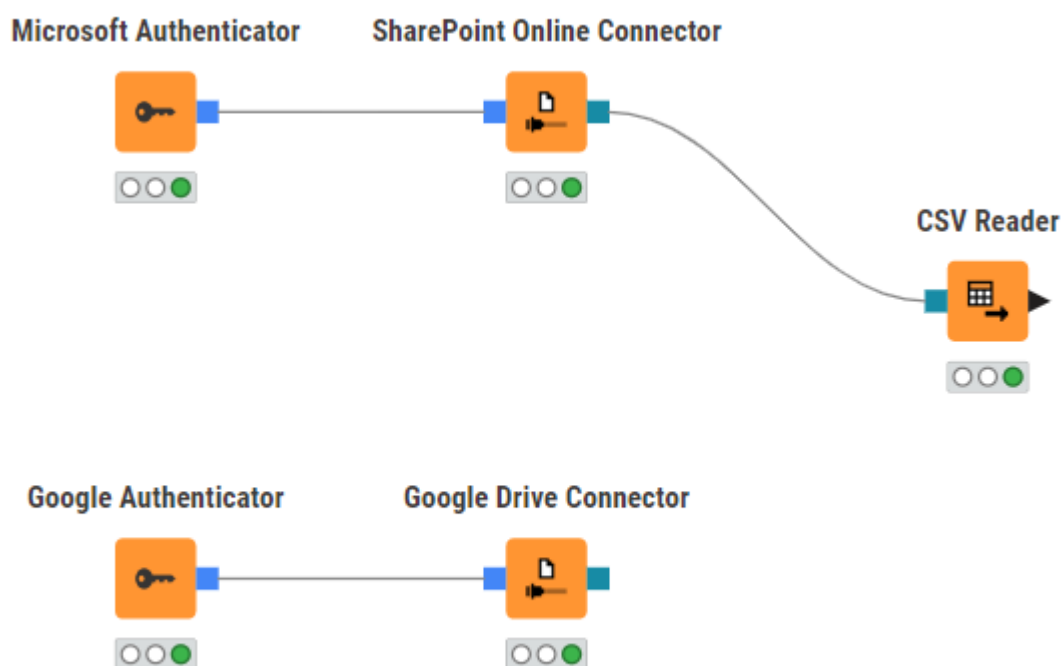 Microsoft Authenticator
SharePoint Online Connector
CSV Reader
Google Authenticator
Google Drive Connector